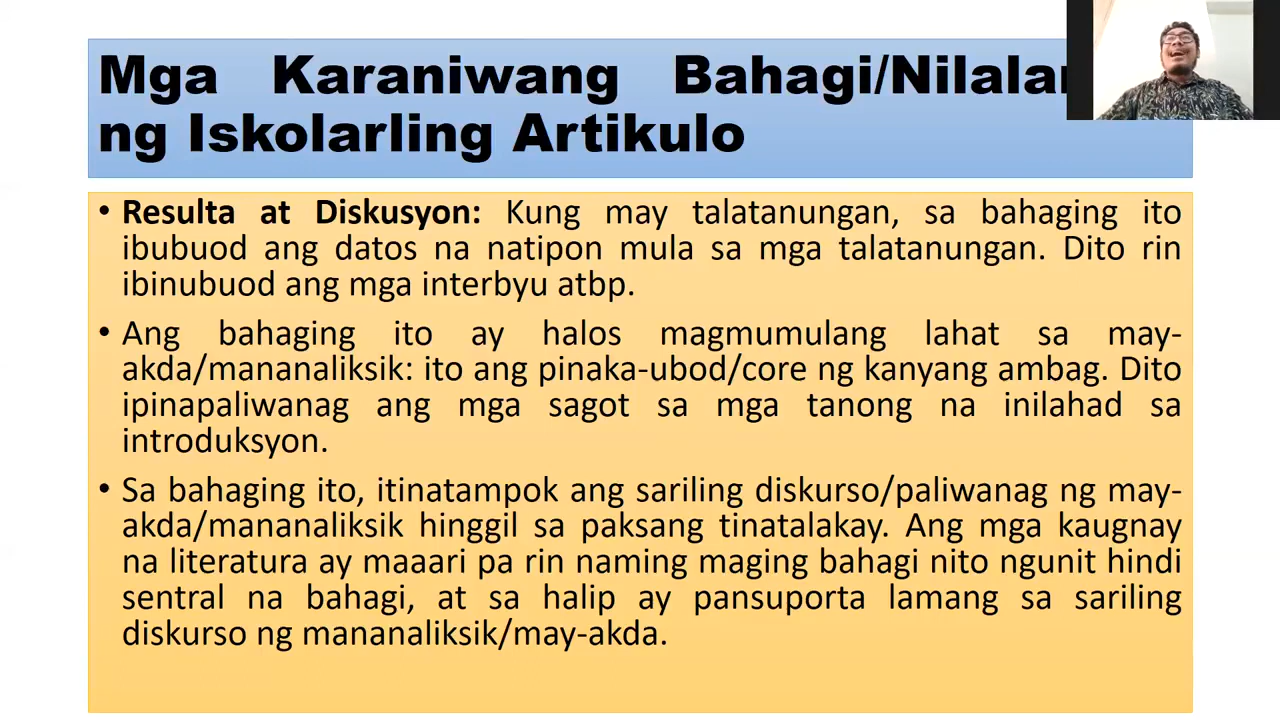 Mga Karaniwang
ng Iskolarling Artikulo
• Resulta at Diskusyon: Kung may talatanungan, sa bahaging ito
ibubuod ang datos na natipon mula sa mga talatanungan. Dito rin
ibinubuod ang mga interbyu atbp.
• Ang bahaging ito ay halos magmumulang lahat sa may-
akda/mananaliksik: ito ang pinaka-ubod/core ng kanyang ambag. Dito
ipinapaliwanag ang mga sagot sa mga tanong na inilahad sa
introduksyon.
• Sa bahaging ito, itinatampok ang sariling diskurso/paliwanag ng may-
akda/mananaliksik hinggil sa paksang tinatalakay. Ang mga kaugnay
na literatura ay maaari pa rin naming maging bahagi nito ngunit hindi
sentral na bahagi, at sa halip ay pansuporta lamang sa sariling
diskurso ng mananaliksik/may-akda.